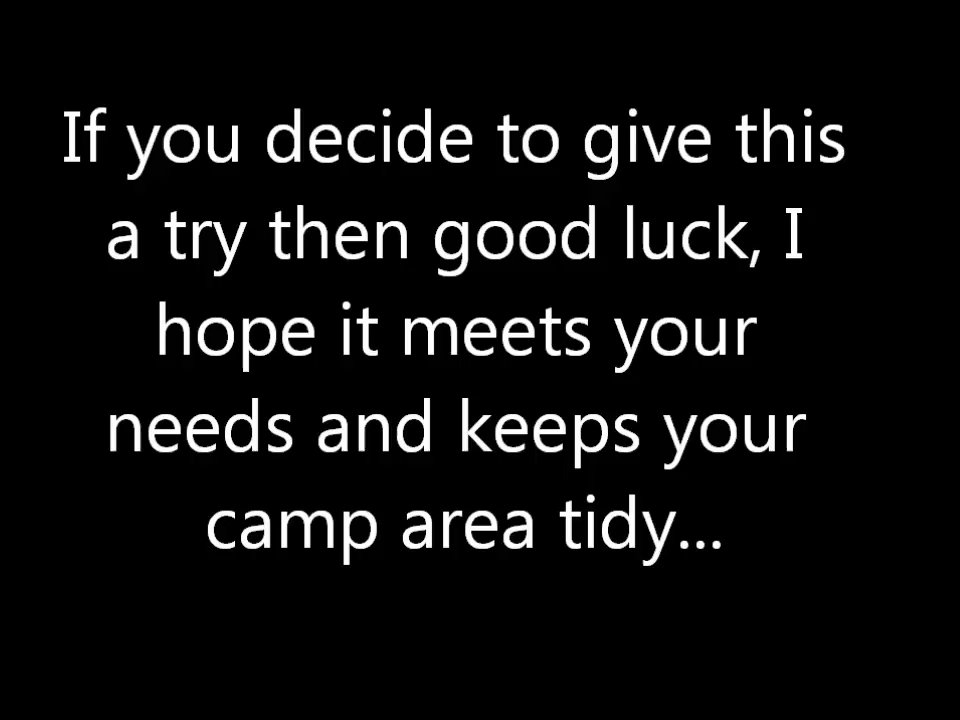 If you decide to give this
a try then good luck, I
hope it meets your
needs and keeps your
camp area tidy...